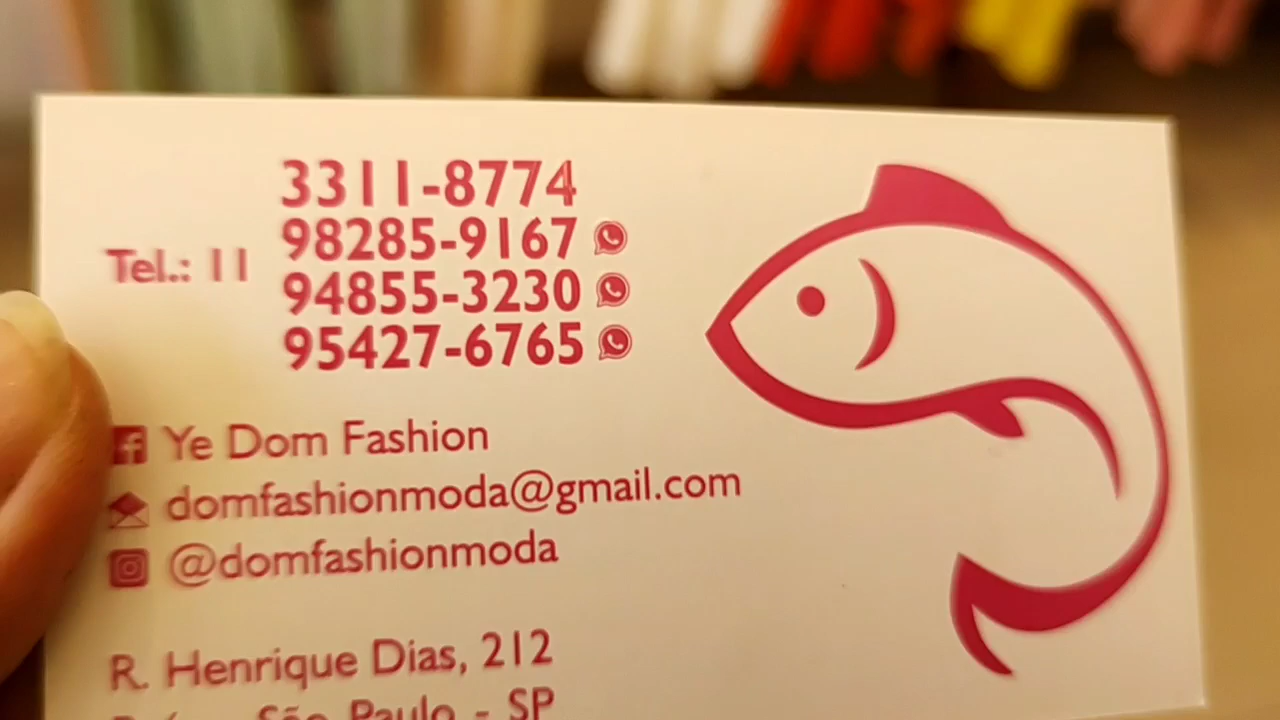 3311-8774
98285-9167
Tel.: 11
94855-3230
95427-6765
Ye Dom Fashion
domfashionmoda@gmail.com
@domfashionmoda
R. Henrique Dias, 212
São Paulo - SP